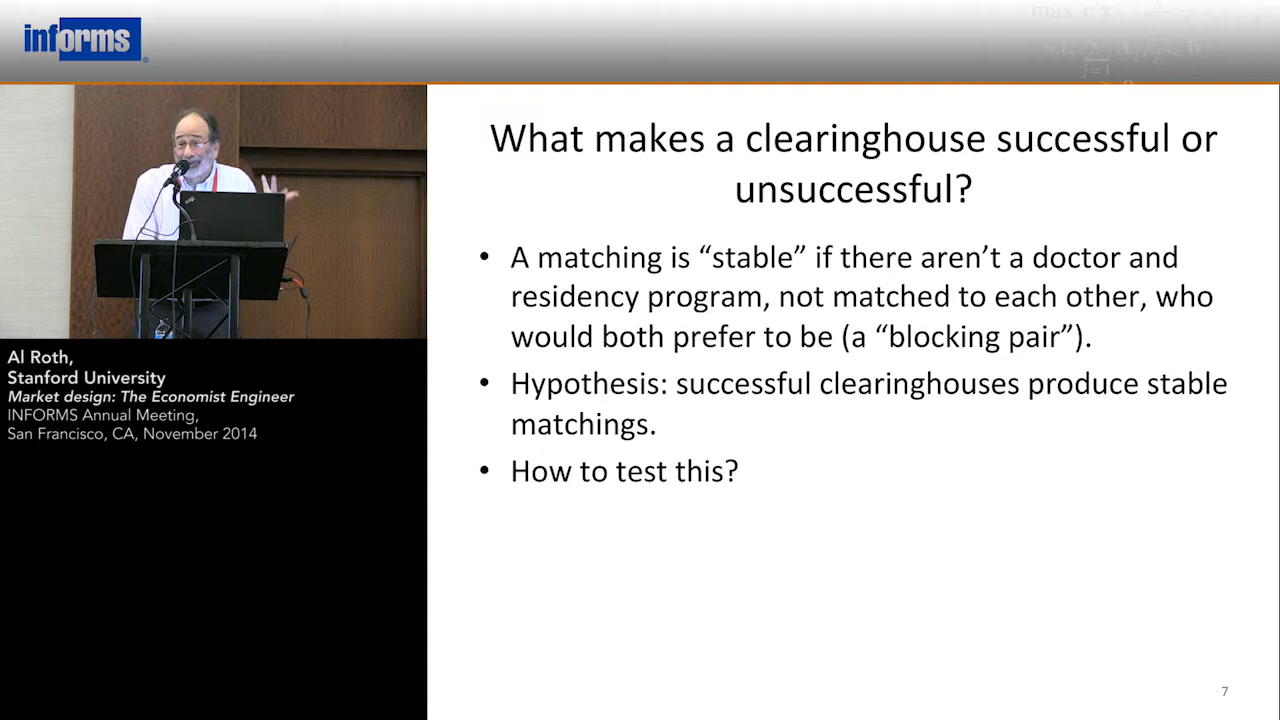 informs
What makes a clearinghouse successful or
unsuccessful?
• A matching is “stable” if there aren’t a doctor and
residency program, not matched to each other, who
would both prefer to be (a “blocking pair”).
• Hypothesis: successful clearinghouses produce stable
matchings.
• How to test this?
Al Roth,
Stanford University
Market design: The Economist Engineer
INFORMS Annual Meeting,
San Francisco, CA, November 2014
7